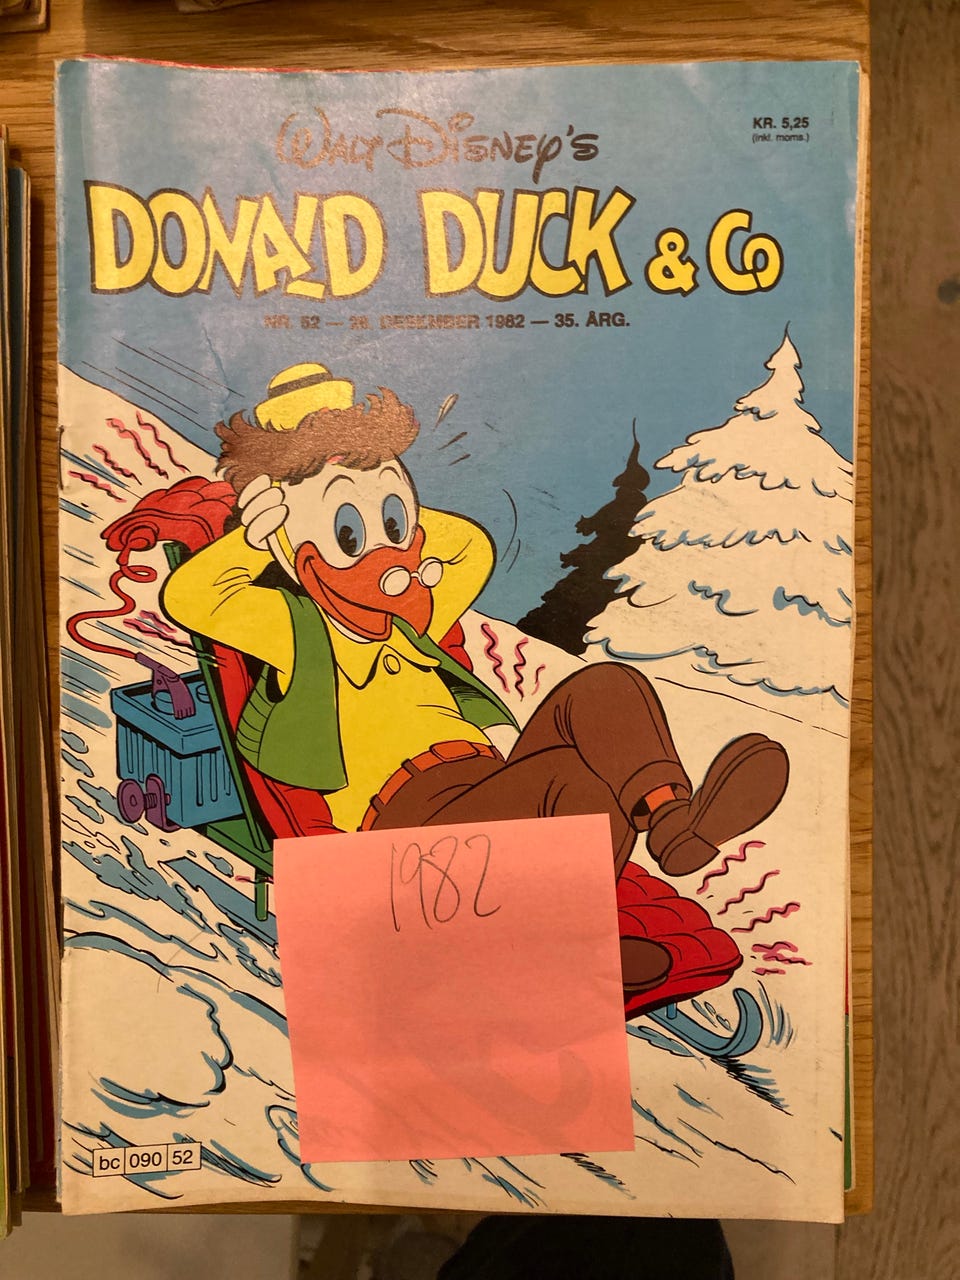 WALT DISNEY'S
KR. 5,25
(inkl. moms.)
DONALD DUCK & Co
NR. 52 — 28. DESEMBER 1982 — 35. ÅRG.
1982
bc 090 52